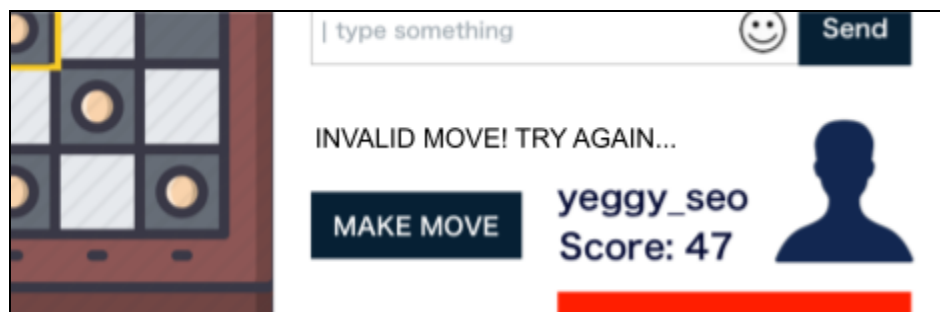 | type something
Send
INVALID MOVE! TRY AGAIN...
MAKE MOVE
yeggy_seo
Score: 47